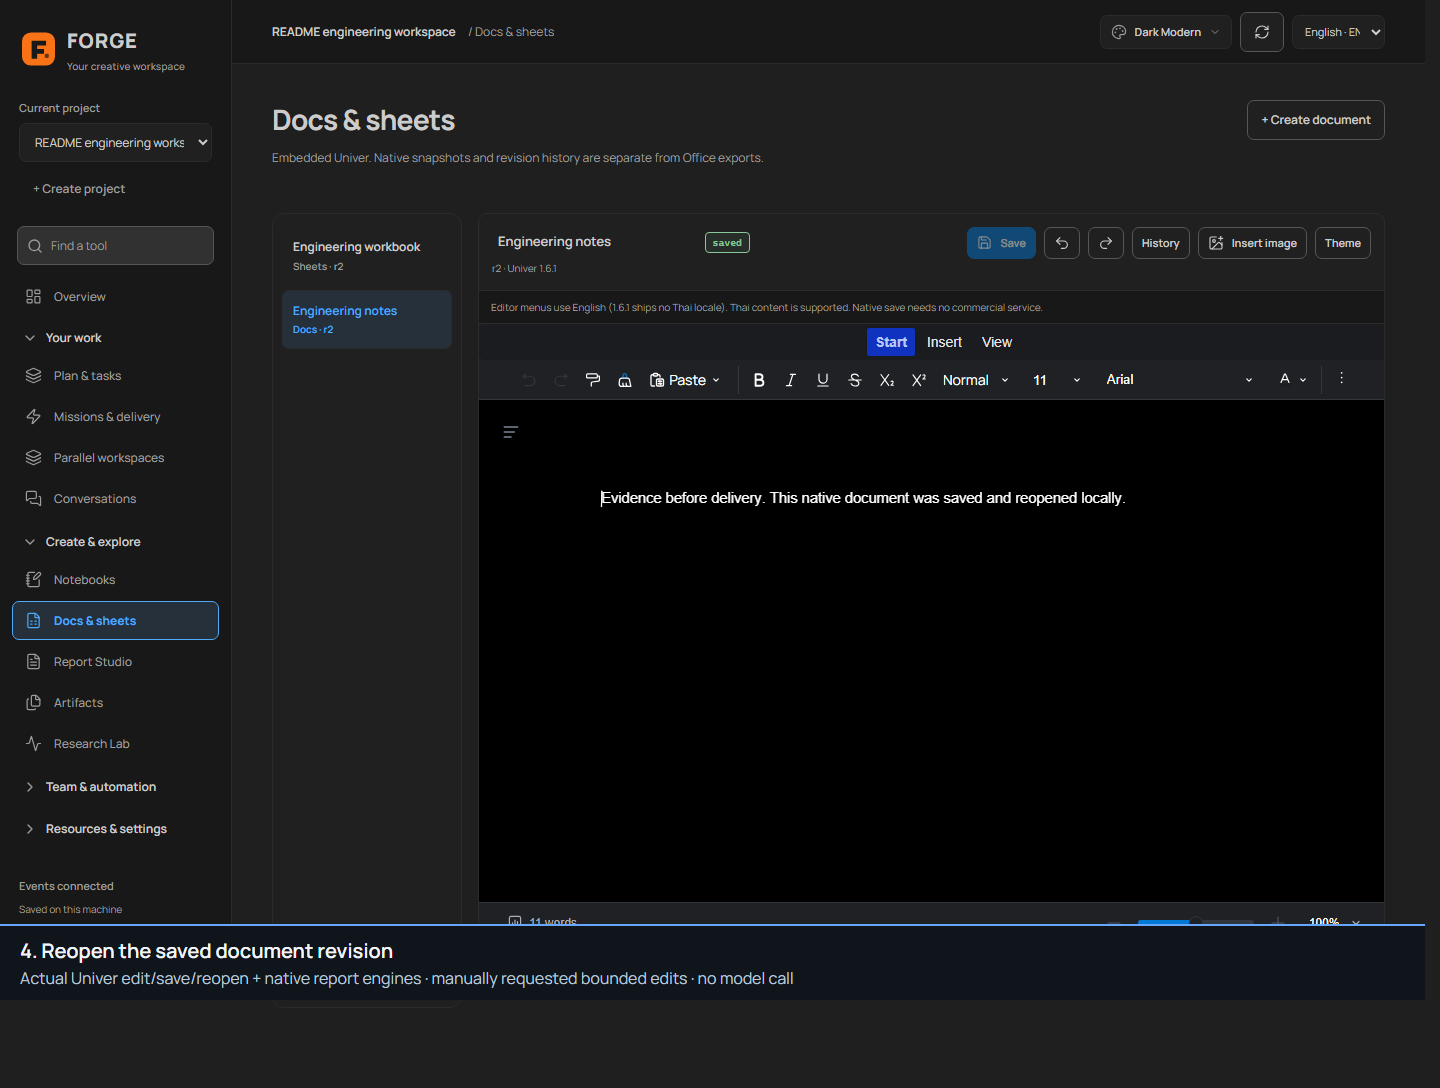 FORGE
Your creative workspace
Current project
README engineering works
+ Create project
Find a tool
Overview
Your work
Plan & tasks
Missions & delivery
Parallel workspaces
Conversations
Create & explore
Notebooks
Docs & sheets
Report Studio
Artifacts
Research Lab
Team & automation
Resources & settings
Events connected
Saved on this machine
README engineering workspace / Docs & sheets
Dark Modern
English · EN
Docs & sheets
+ Create document
Embedded Univer. Native snapshots and revision history are separate from Office exports.
Engineering workbook
Sheets · r2
Engineering notes
Docs · r2
Engineering notes
saved
Save
History
Insert image
Theme
r2 · Univer 1.6.1
Editor menus use English (1.6.1 ships no Thai locale). Thai content is supported. Native save needs no commercial service.
Start Insert View
Paste B I U S X₂ X² Normal 11 Arial A
Evidence before delivery. This native document was saved and reopened locally.
11 words
100%
4. Reopen the saved document revision
Actual Univer edit/save/reopen + native report engines · manually requested bounded edits · no model call